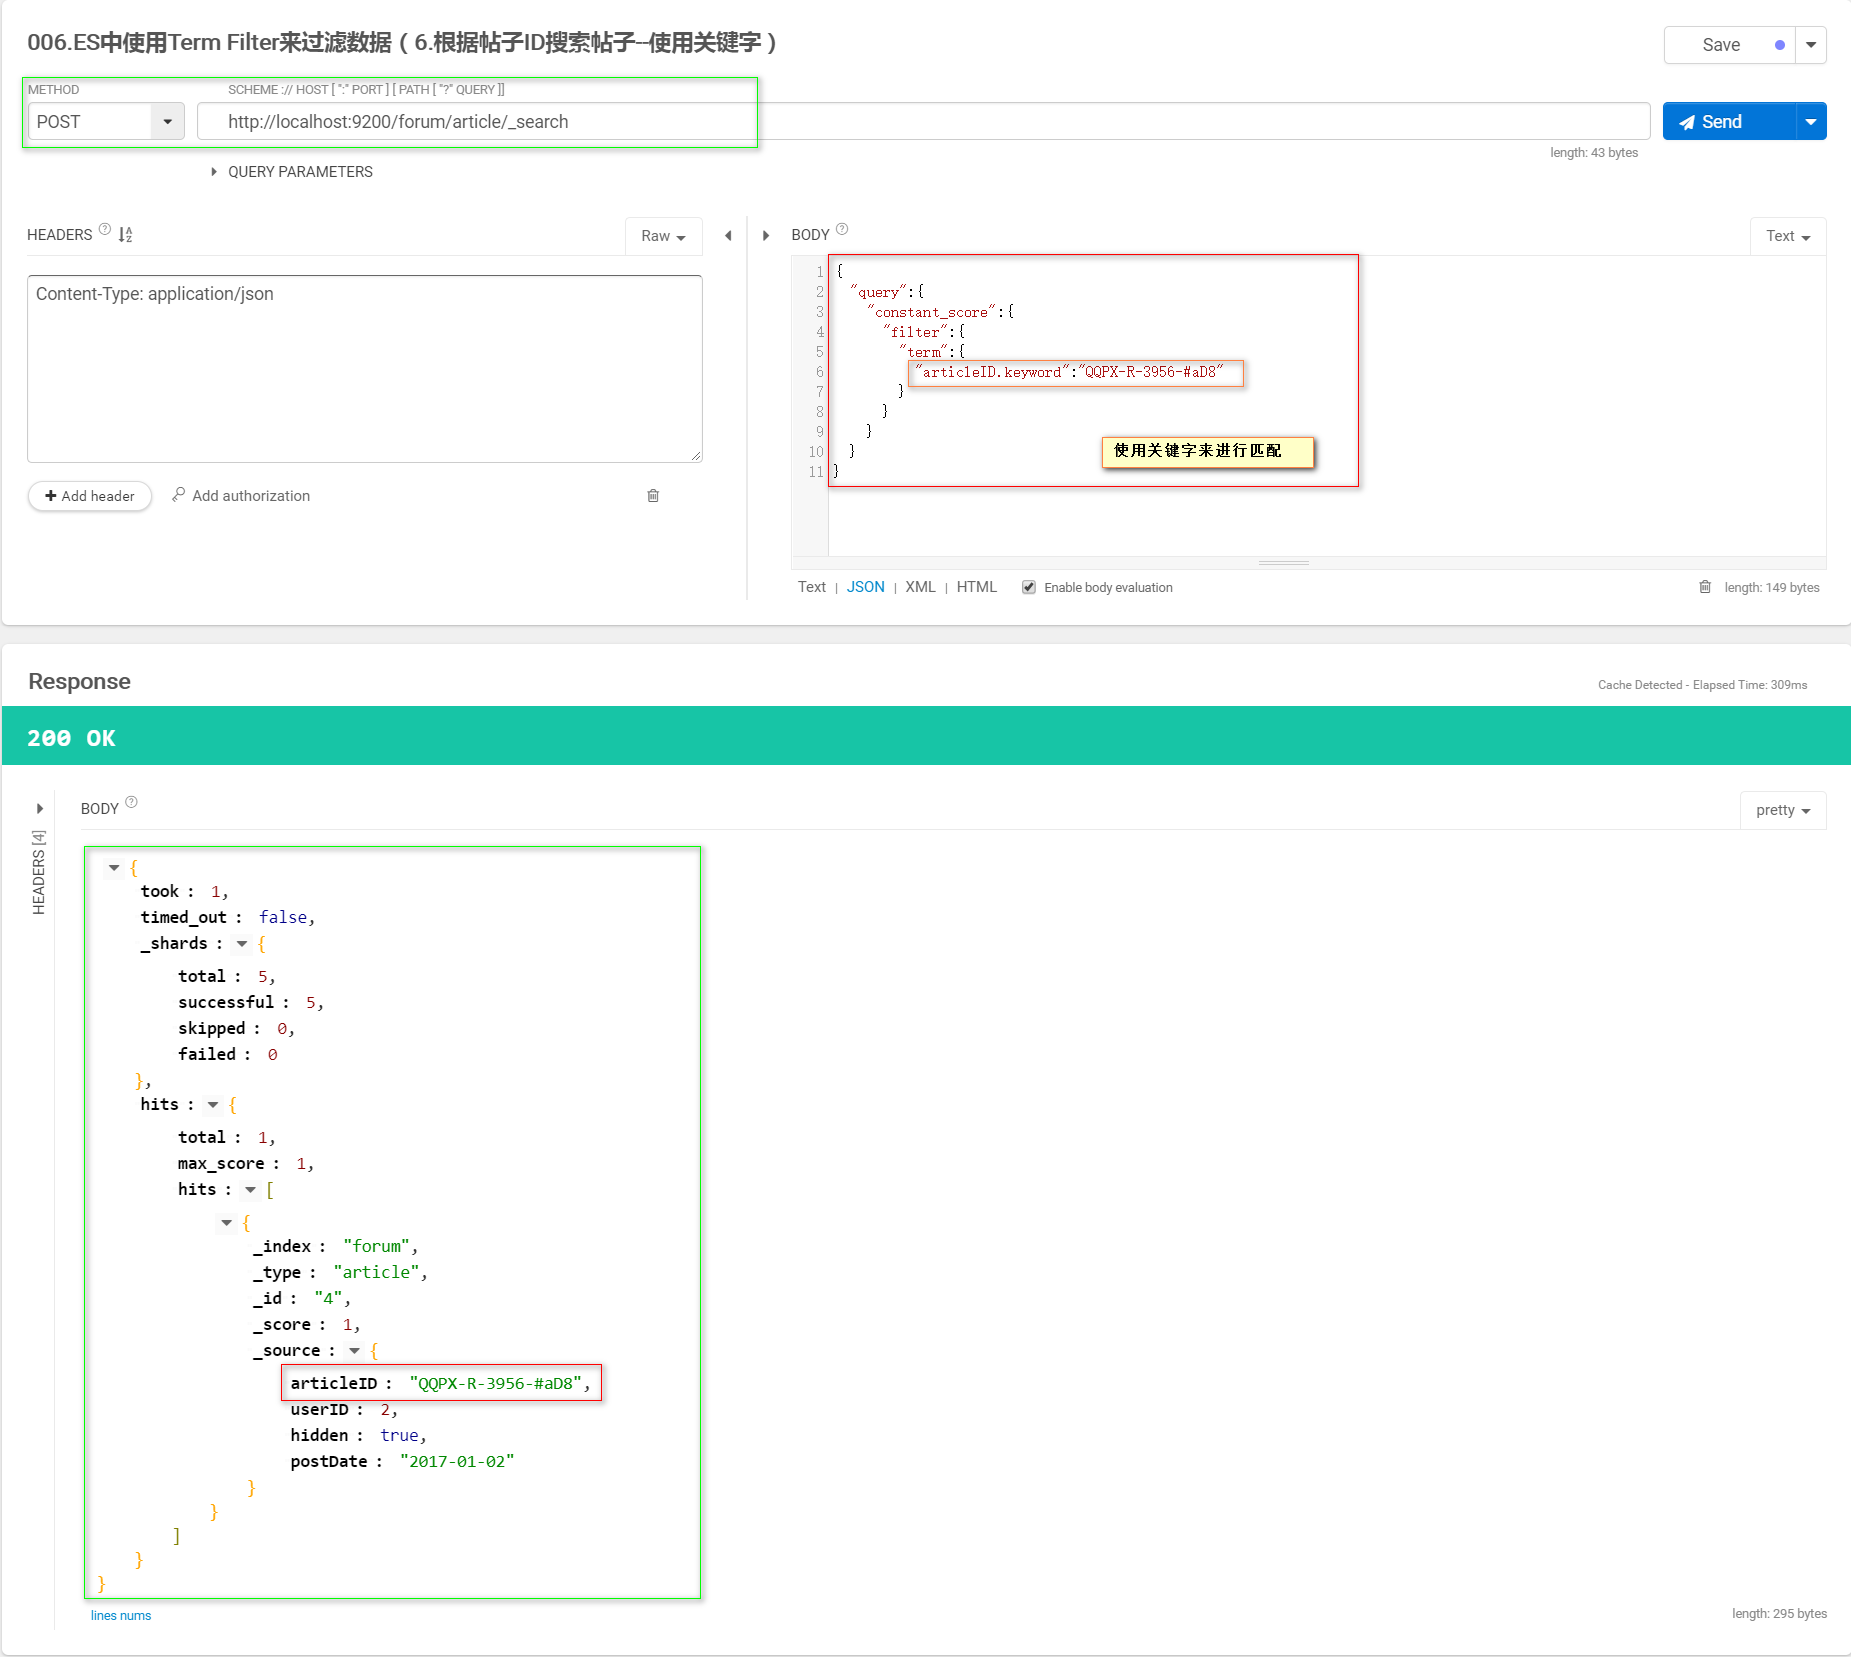 006.ES中使用Term Filter来过滤数据（6.根据帖子ID搜索帖子--使用关键字）
Save
METHOD
SCHEME :// HOST [ ":" PORT ] [ PATH [ "?" QUERY ]]
POST
http://localhost:9200/forum/article/_search
Send
length: 43 bytes
QUERY PARAMETERS
HEADERS
Raw
BODY
Text
Content-Type: application/json
1 {
2 "query":{
3 "constant_score":{
4 "filter":{
5 "term":{
6 "articleID.keyword":"QQPX-R-3956-#aD8"
7 }
8 }
9 }
10 }
11 }
使用关键字来进行匹配
Add header
Add authorization
Text | JSON | XML | HTML
Enable body evaluation
length: 149 bytes
Response
Cache Detected - Elapsed Time: 309ms
200 OK
HEADERS [4]
BODY
pretty
{
took : 1,
timed_out : false,
_shards : {
total : 5,
successful : 5,
skipped : 0,
failed : 0
},
hits : {
total : 1,
max_score : 1,
hits : [
{
_index : "forum",
_type : "article",
_id : "4",
_score : 1,
_source : {
articleID : "QQPX-R-3956-#aD8",
userID : 2,
hidden : true,
postDate : "2017-01-02"
}
}
]
}
}
lines nums
length: 295 bytes